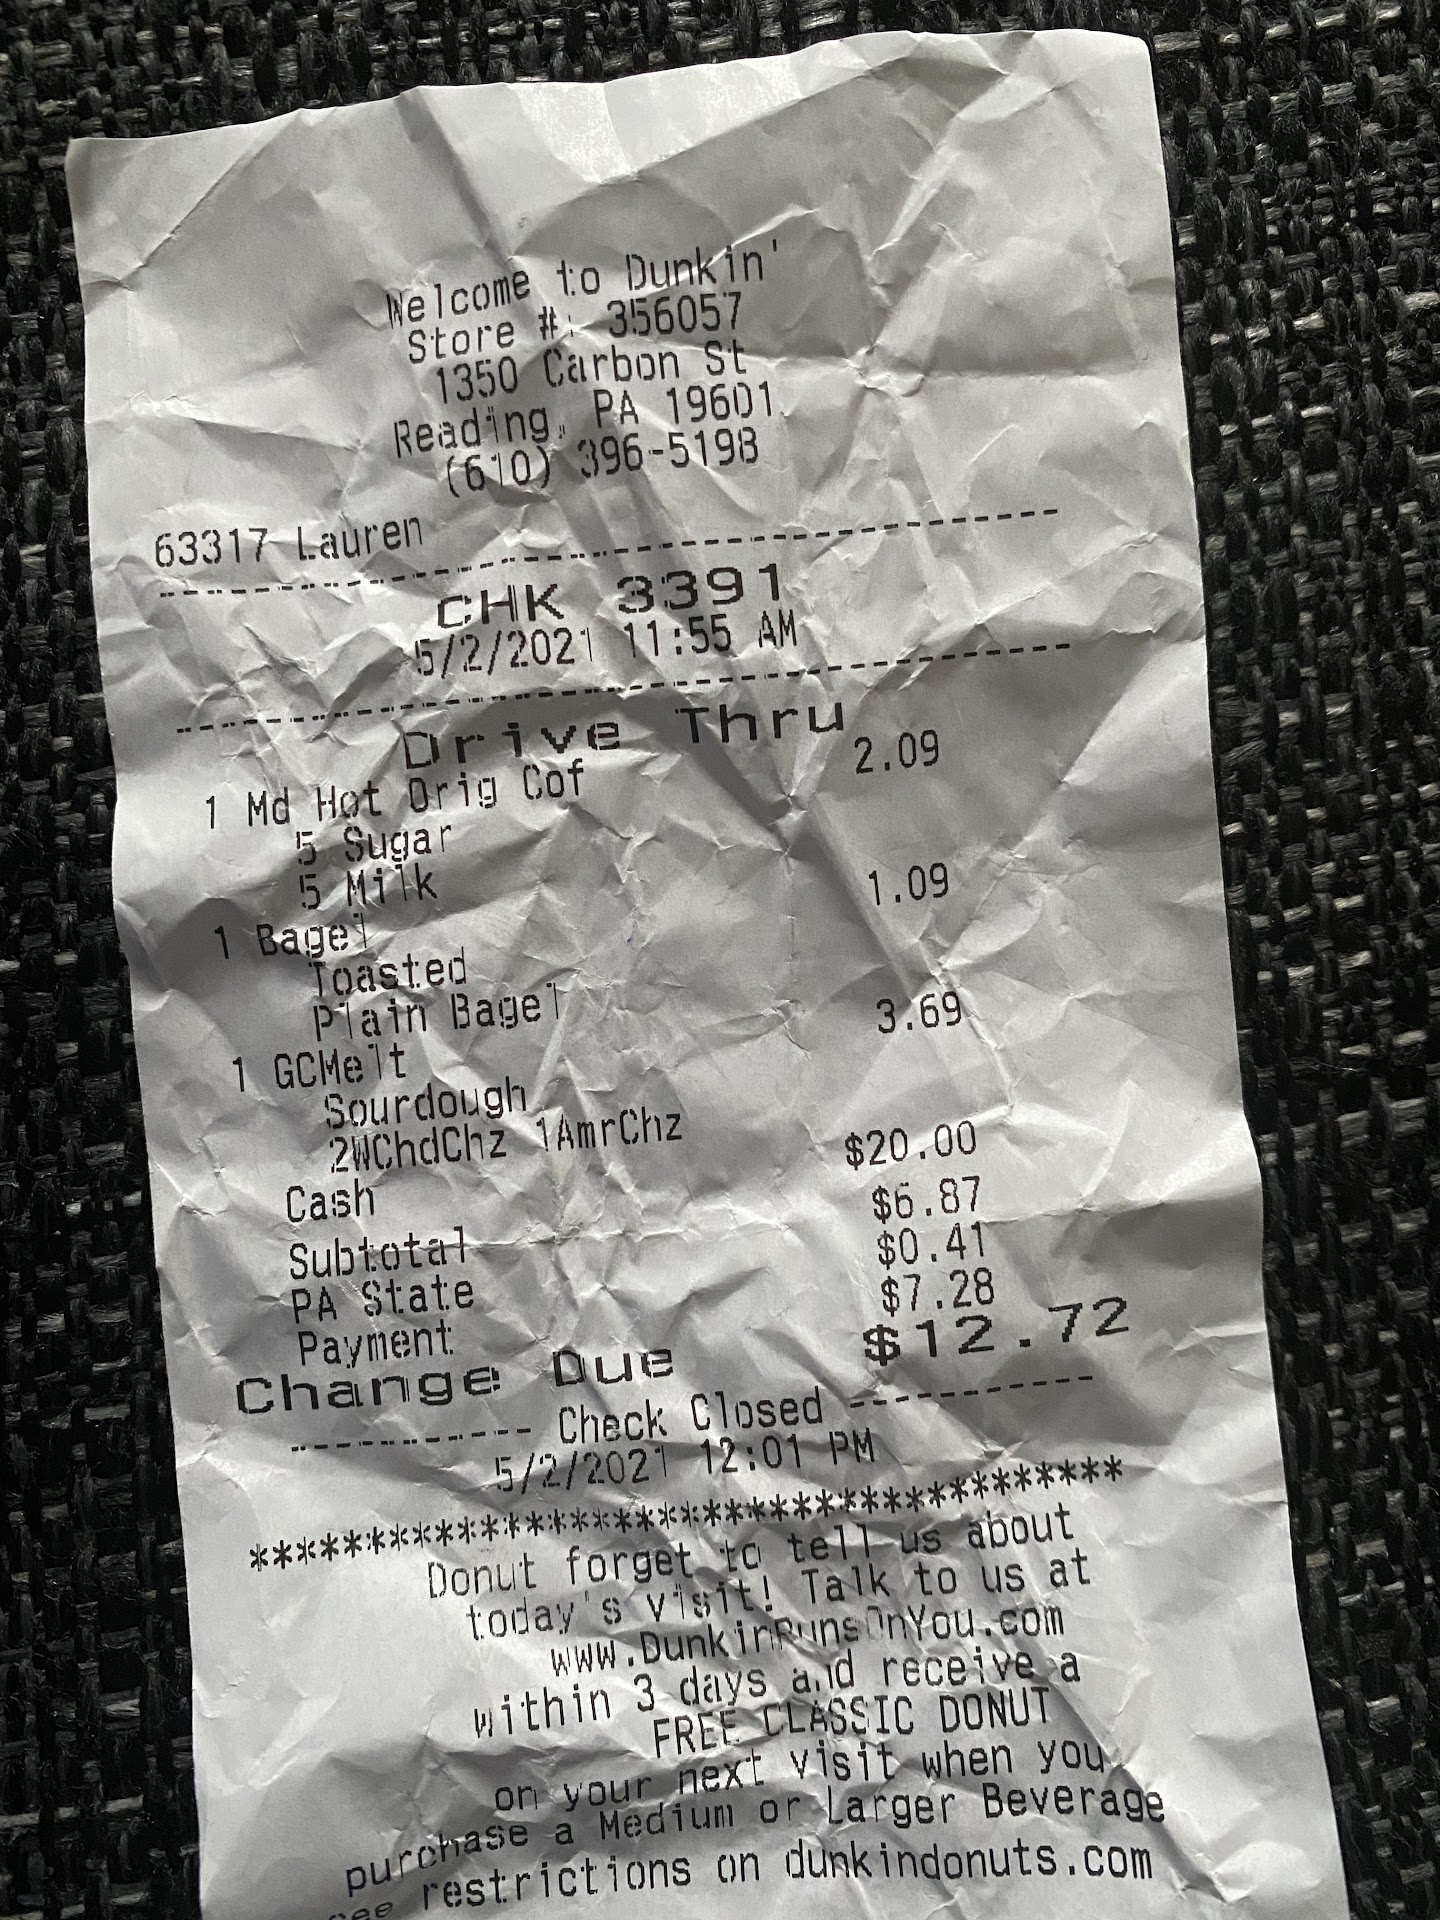 Welcome to Dunkin'
Store #: 356057
1350 Carbon St
Reading, PA 19601
(610) 396-5198
63317 Lauren
CHK 3391
5/2/2021 11:55 AM
Drive Thru
1 Md Hot Orig Cof 2.09
5 Sugar
5 Milk
1 Bagel 1.09
Toasted
Plain Bagel
1 GCMelt 3.69
Sourdough
2WChdChz 1AmrChz
Cash $20.00
Subtotal $6.87
PA State $0.41
Payment $7.28
Change Due $12.72
------------ Check Closed ------------
5/2/2021 12:01 PM
***************************************
Donut forget to tell us about
today's visit! Talk to us at
www.DunkinRunsOnYou.com
within 3 days and receive a
FREE CLASSIC DONUT
on your next visit when you
purchase a Medium or Larger Beverage
see restrictions on dunkindonuts.com